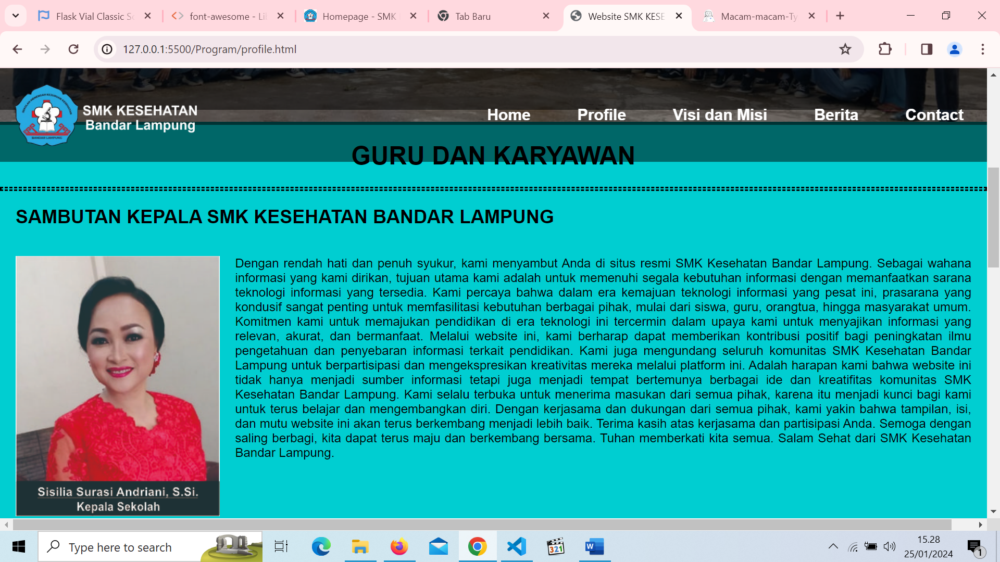 Flask Vial Classic Sc
font-awesome - Lil
Homepage - SMK
Tab Baru
Website SMK KESE
Macam-macam-Ty
127.0.0.1:5500/Program/profile.html
SEKOLAH MENENGAH KEJURUAN KESEHATAN
BANDAR LAMPUNG
SMK KESEHATAN
Bandar Lampung
Home Profile Visi dan Misi Berita Contact
GURU DAN KARYAWAN
SAMBUTAN KEPALA SMK KESEHATAN BANDAR LAMPUNG
Dengan rendah hati dan penuh syukur, kami menyambut Anda di situs resmi SMK Kesehatan Bandar Lampung. Sebagai wahana
informasi yang kami dirikan, tujuan utama kami adalah untuk memenuhi segala kebutuhan informasi dengan memanfaatkan sarana
teknologi informasi yang tersedia. Kami percaya bahwa dalam era kemajuan teknologi informasi yang pesat ini, prasarana yang
kondusif sangat penting untuk memfasilitasi kebutuhan berbagai pihak, mulai dari siswa, guru, orangtua, hingga masyarakat umum.
Komitmen kami untuk memajukan pendidikan di era teknologi ini tercermin dalam upaya kami untuk menyajikan informasi yang
relevan, akurat, dan bermanfaat. Melalui website ini, kami berharap dapat memberikan kontribusi positif bagi peningkatan ilmu
pengetahuan dan penyebaran informasi terkait pendidikan. Kami juga mengundang seluruh komunitas SMK Kesehatan Bandar
Lampung untuk berpartisipasi dan mengekspresikan kreativitas mereka melalui platform ini. Adalah harapan kami bahwa website ini
tidak hanya menjadi sumber informasi tetapi juga menjadi tempat bertemunya berbagai ide dan kreatifitas komunitas SMK
Kesehatan Bandar Lampung. Kami selalu terbuka untuk menerima masukan dari semua pihak, karena itu menjadi kunci bagi kami
untuk terus belajar dan mengembangkan diri. Dengan kerjasama dan dukungan dari semua pihak, kami yakin bahwa tampilan, isi,
dan mutu website ini akan terus berkembang menjadi lebih baik. Terima kasih atas kerjasama dan partisipasi Anda. Semoga dengan
saling berbagi, kita dapat terus maju dan berkembang bersama. Tuhan memberkati kita semua. Salam Sehat dari SMK Kesehatan
Bandar Lampung.
Sisilia Surasi Andriani, S.Si.
Kepala Sekolah
Type here to search
321
W
15.28
25/01/2024
1